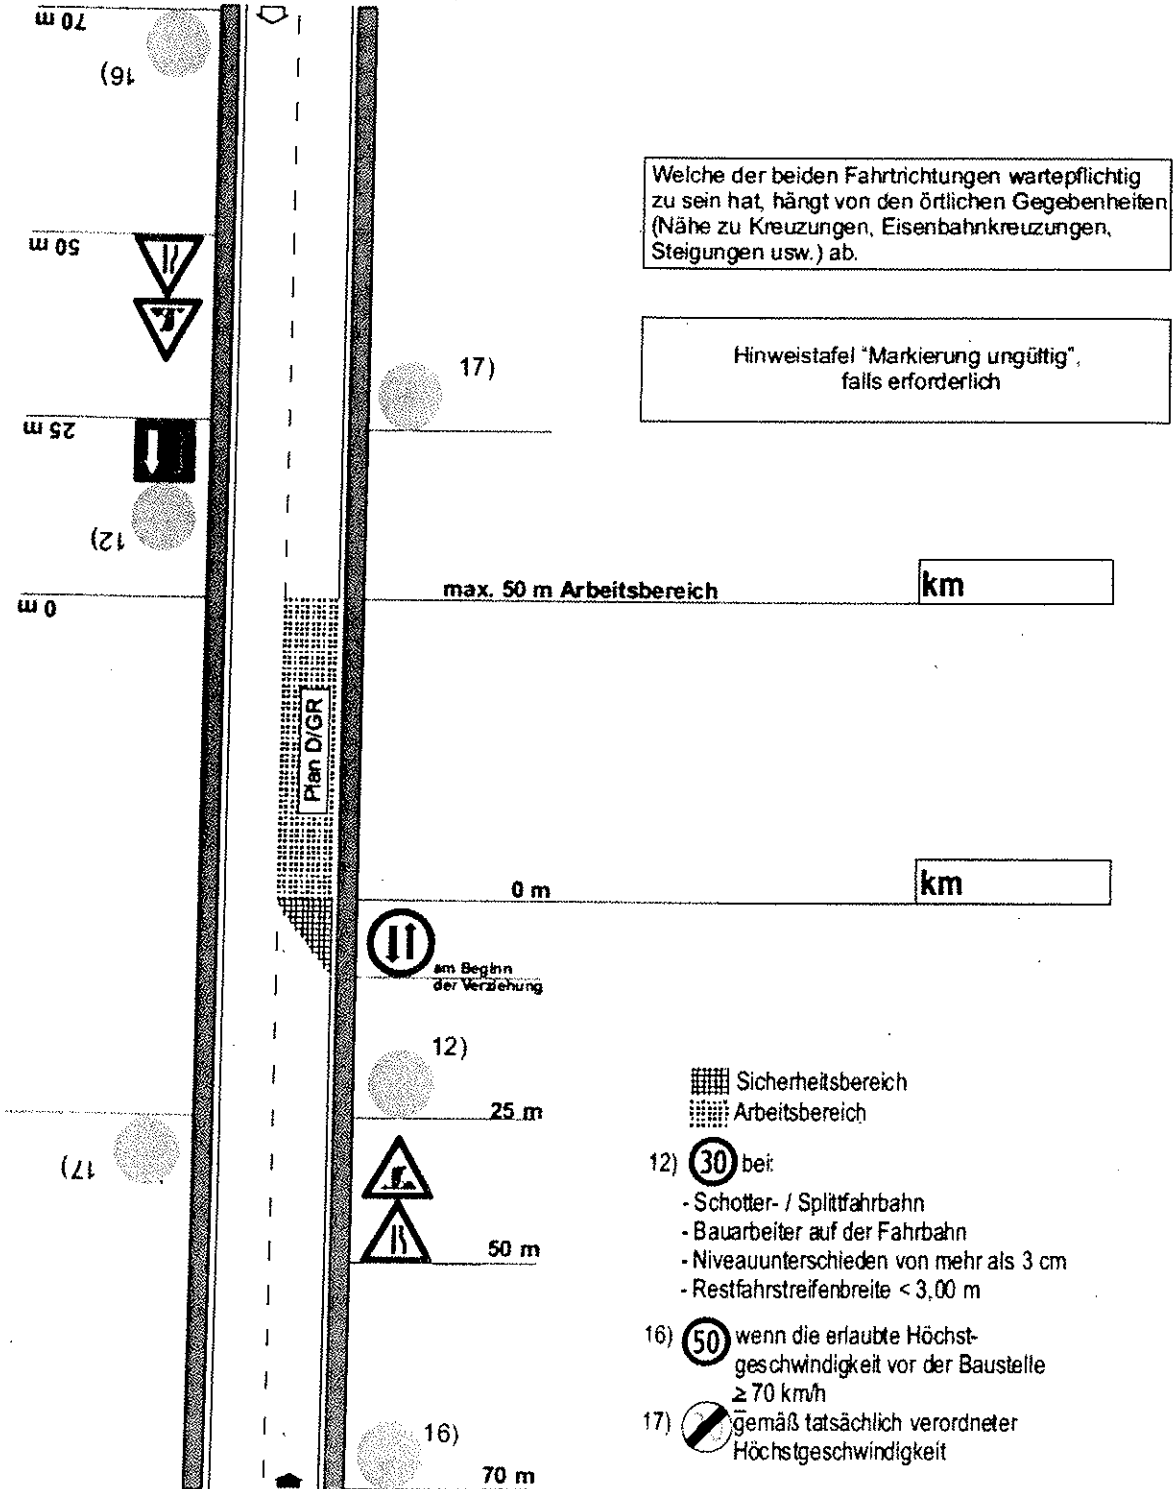 70 m
16)
Welche der beiden Fahrtrichtungen wartepflichtig
zu sein hat, hängt von den örtlichen Gegebenheiten
(Nähe zu Kreuzungen, Eisenbahnkreuzungen,
Steigungen usw.) ab.
50 m
Hinweistafel "Markierung ungültig",
falls erforderlich
17)
25 m
12)
max. 50 m Arbeitsbereich
km
0 m
Plan D/GR
0 m
km
am Beginn
der Verziehung
12)
25 m
17)
50 m
Sicherheitsbereich
Arbeitsbereich
12) 30 bei:
- Schotter- / Splittfahrbahn
- Bauarbeiter auf der Fahrbahn
- Niveauunterschieden von mehr als 3 cm
- Restfahrstreifenbreite < 3,00 m
16) 50 wenn die erlaubte Höchst-
geschwindigkeit vor der Baustelle
≥ 70 km/h
17) gemäß tatsächlich verordneter
Höchstgeschwindigkeit
16)
70 m